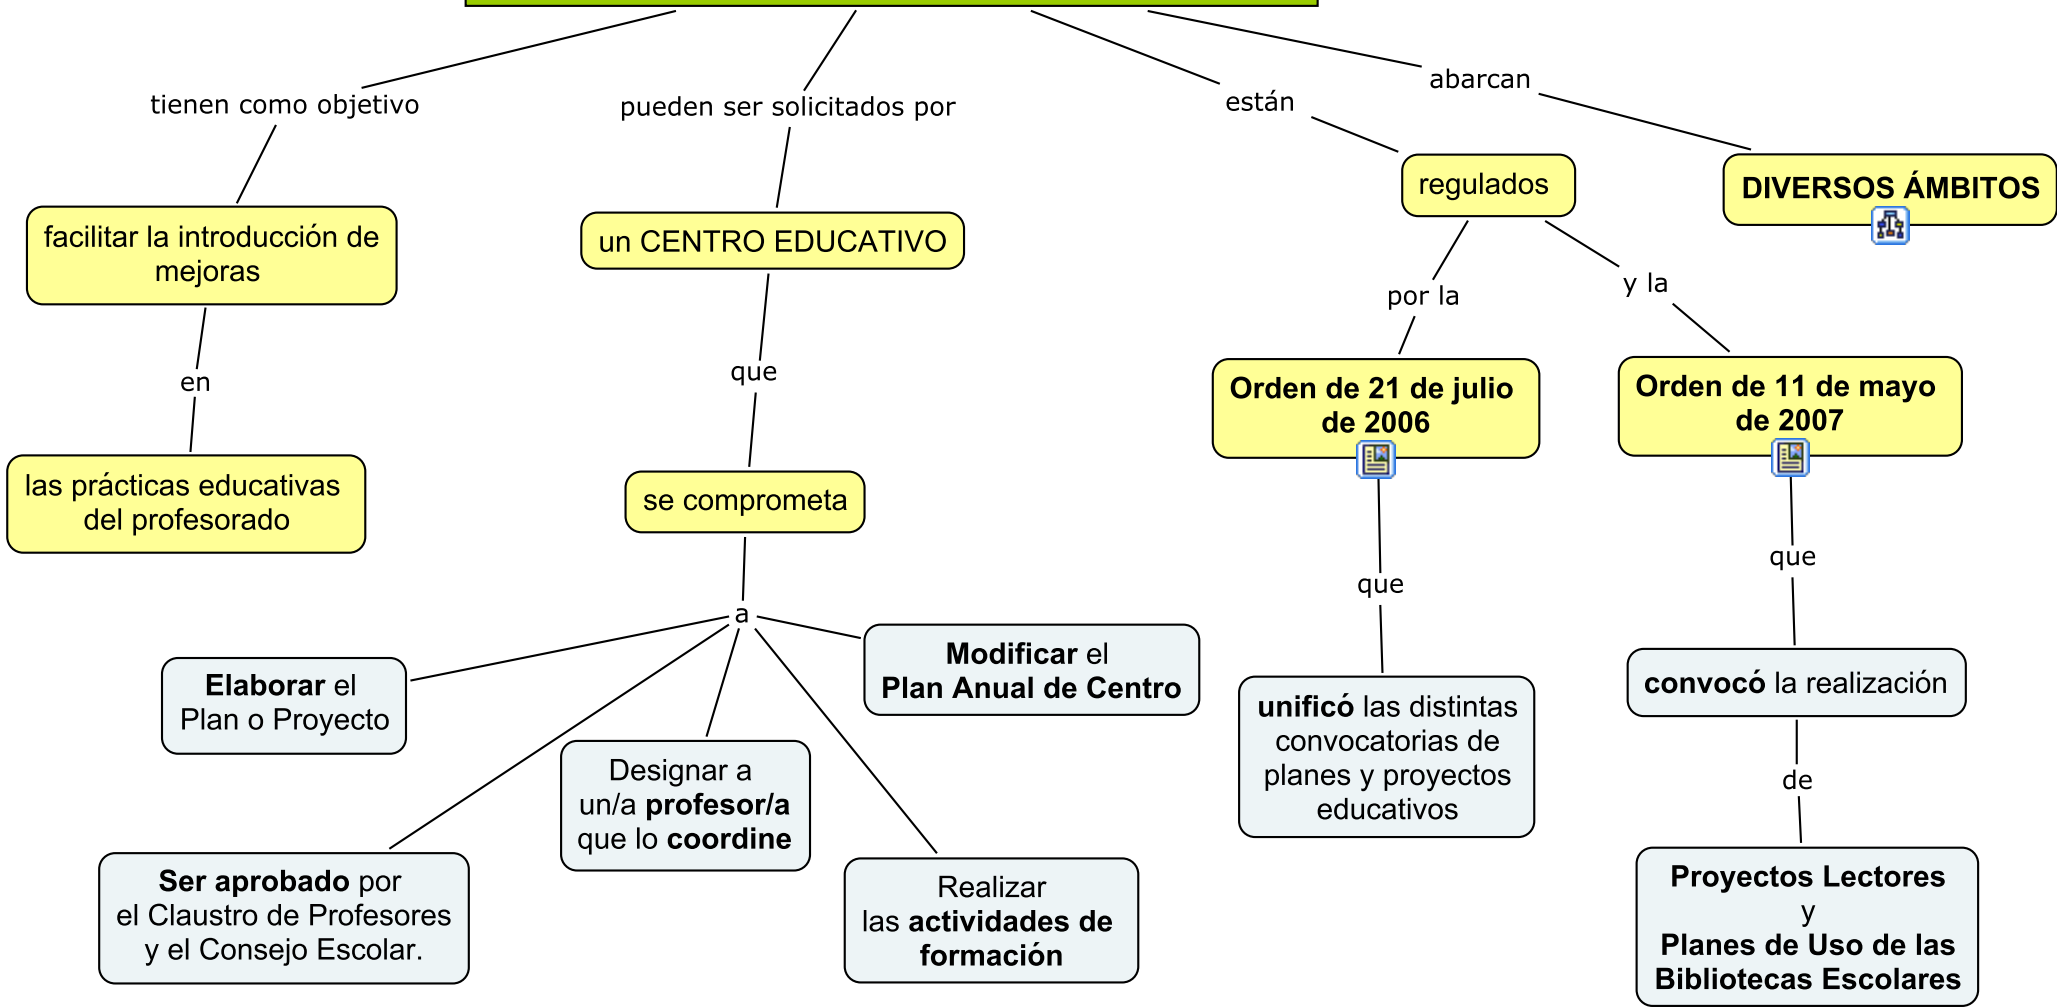 abarcan
están
tienen como objetivo
pueden ser solicitados por
regulados
DIVERSOS ÁMBITOS
facilitar la introducción de
mejoras
un CENTRO EDUCATIVO
por la
y la
en
que
Orden de 21 de julio
de 2006
Orden de 11 de mayo
de 2007
las prácticas educativas
del profesorado
se comprometa
que
que
a
Elaborar el
Plan o Proyecto
Modificar el
Plan Anual de Centro
unificó las distintas
convocatorias de
planes y proyectos
educativos
convocó la realización
de
Designar a
un/a profesor/a
que lo coordine
Ser aprobado por
el Claustro de Profesores
y el Consejo Escolar.
Realizar
las actividades de
formación
Proyectos Lectores
y
Planes de Uso de las
Bibliotecas Escolares